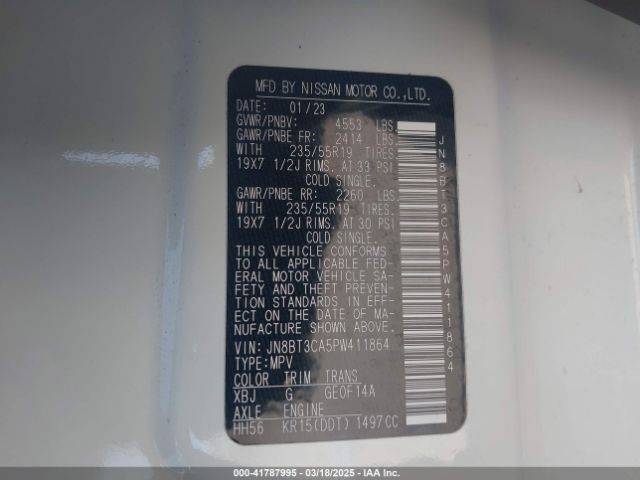 MFD BY NISSAN MOTOR CO.,LTD.
DATE: 01/23
GVWR/PNBV: 4553 LBS.
GAWR/PNBE FR: 2414 LBS.
WITH 235/55R19 TIRES.
19X7 1/2J RIMS. AT 33 PSI
COLD SINGLE.
GAWR/PNBE RR: 2260 LBS.
WITH 235/55R19 TIRES.
19X7 1/2J RIMS. AT 30 PSI
COLD SINGLE.
THIS VEHICLE CONFORMS
TO ALL APPLICABLE FED-
ERAL MOTOR VEHICLE SA-
FETY AND THEFT PREVEN-
TION STANDARDS IN EFF-
ECT ON THE DATE OF MA-
NUFACTURE SHOWN ABOVE.
VIN: JN8BT3CA5PW411864
TYPE:MPV
COLOR TRIM TRANS
XBJ G GE0F14A
AXLE ENGINE
HH56 KR15(DDT) 1497CC
JN8BT3CA5PW411864
000-41787995 - 03/18/2025 - IAA Inc.